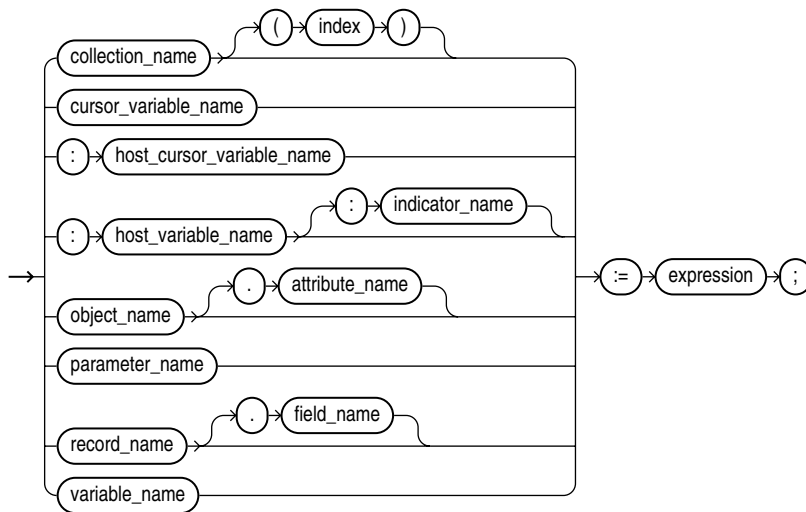 ( index )
collection_name
cursor_variable_name
: host_cursor_variable_name
: indicator_name
: host_variable_name
:= expression ;
. attribute_name
object_name
parameter_name
. field_name
record_name
variable_name